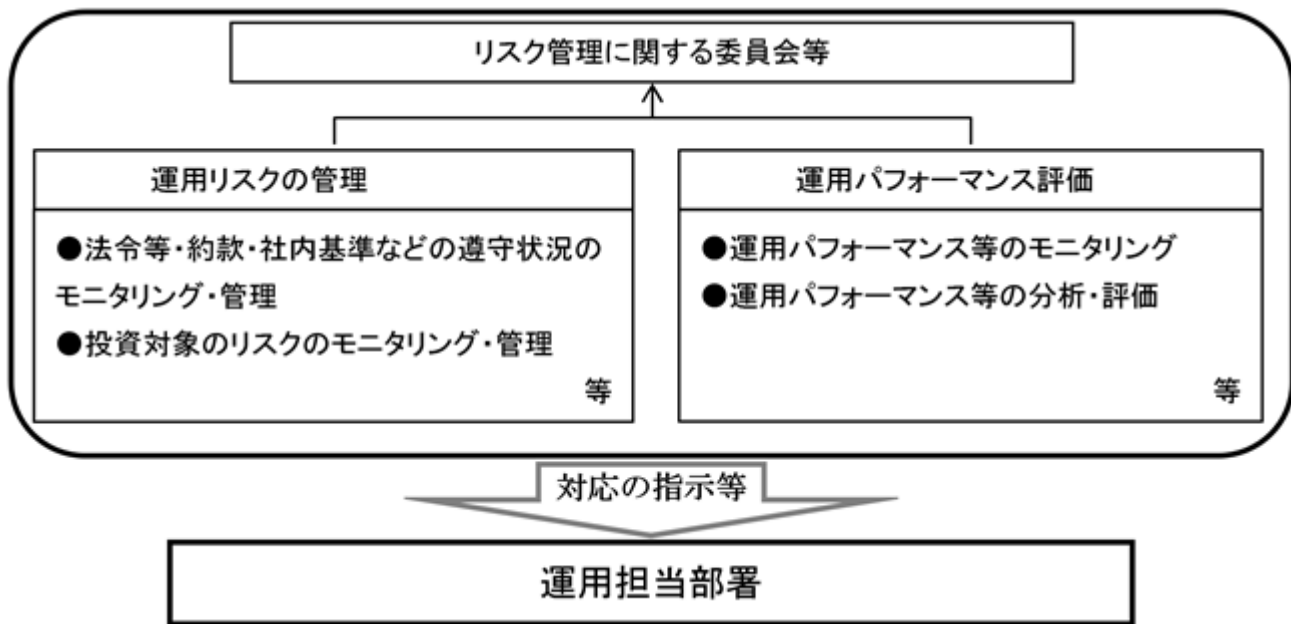 リスク管理に関する委員会等
運用リスクの管理
●法令等・約款・社内基準などの遵守状況の
モニタリング・管理
●投資対象のリスクのモニタリング・管理
等
運用パフォーマンス評価
●運用パフォーマンス等のモニタリング
●運用パフォーマンス等の分析・評価
等
対応の指示等
運用担当部署